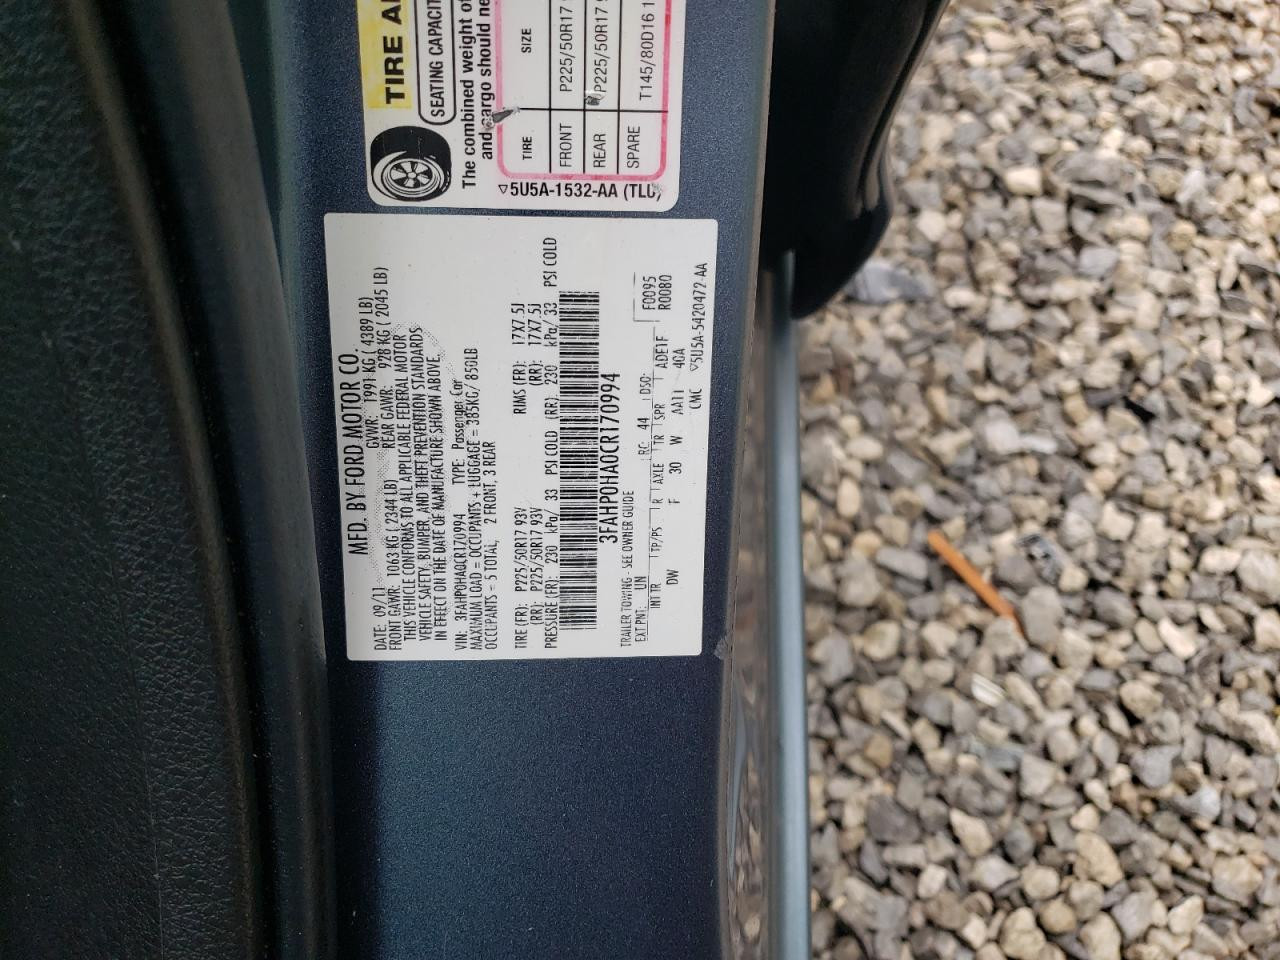 TIRE A
SEATING CAPACIT
The combined weight of
and cargo should ne
TIRE SIZE
FRONT P225/50R17
REAR P225/50R17
SPARE T145/80D16
▽5U5A-1532-AA (TLC)
MFD. BY FORD MOTOR CO.
DATE: 09/11 GVWR: 1991 KG ( 4389 LB)
FRONT GAWR: 1063 KG ( 2344 LB) REAR GAWR: 928 KG ( 2045 LB)
THIS VEHICLE CONFORMS TO ALL APPLICABLE FEDERAL MOTOR
VEHICLE SAFETY, BUMPER, AND THEFT PREVENTION STANDARDS
IN EFFECT ON THE DATE OF MANUFACTURE SHOWN ABOVE.
VIN: 3FAHP0HA0CR170994 TYPE: Passenger Car
MAXIMUM LOAD = OCCUPANTS + LUGGAGE = 385KG/ 850LB
OCCUPANTS = 5 TOTAL, 2 FRONT, 3 REAR
TIRE (FR): P225/50R17 93V RIMS (FR): 17X7.5J
(RR): P225/50R17 93V (RR): 17X7.5J
PRESSURE (FR): 230 kPa/ 33 PSI COLD (RR): 230 kPa/ 33 PSI COLD
3FAHP0HA0CR170994
TRAILER TOWING - SEE OWNER GUIDE
F0095
R0080
EXT PNT: UN RC: 44 DSO:
INT TR TP/PS R AXLE TR SPR ADE1F
DW F 30 W AA11 4GA
CMC ▽5U5A-5420472-AA